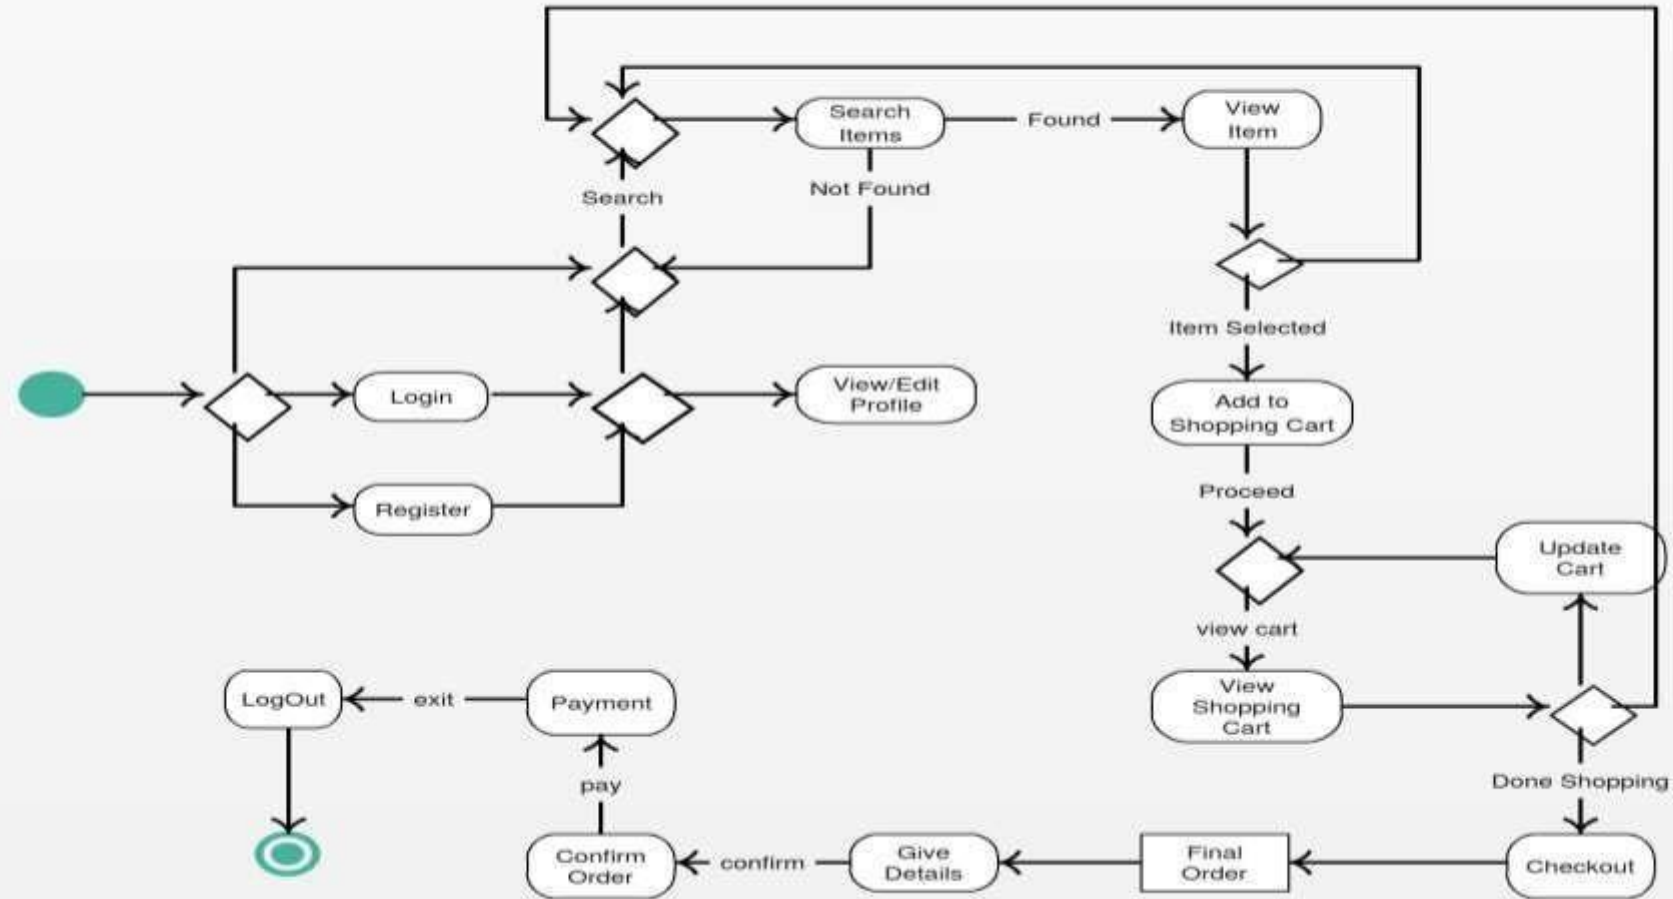 Search
Items
Found
View
Item
Search
Not Found
Item Selected
Login
View/Edit
Profile
Add to
Shopping Cart
Register
Proceed
Update
Cart
view cart
LogOut
exit
Payment
View
Shopping
Cart
pay
Done Shopping
Confirm
Order
confirm
Give
Details
Final
Order
Checkout